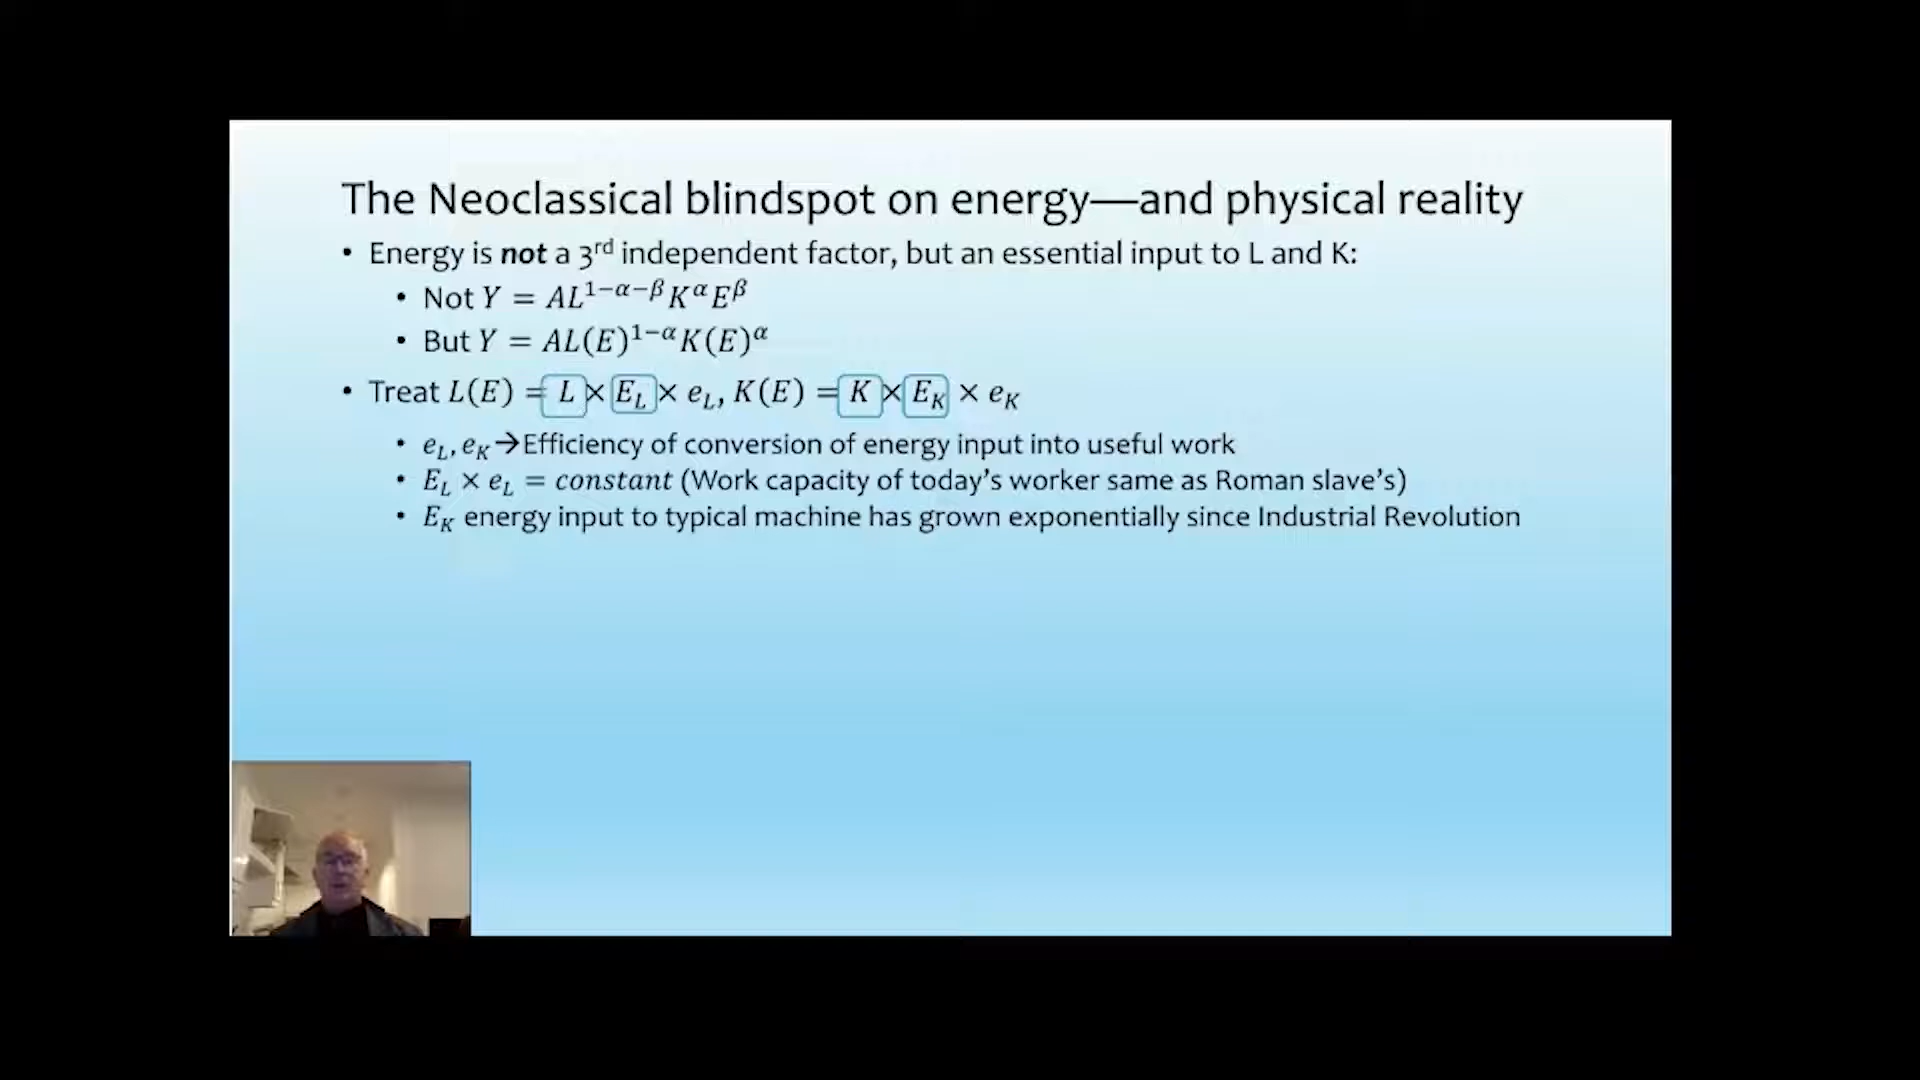 The Neoclassical blindspot on energy—and physical reality
• Energy is not a 3rd independent factor, but an essential input to L and K:
• Not Y = AL^{1−α−β}K^{α}E^{β}
• But Y = AL(E)^{1−α}K(E)^{α}
• Treat L(E) = L × E_L × e_L, K(E) = K × E_K × e_K
• e_L, e_K→Efficiency of conversion of energy input into useful work
• E_L × e_L = constant (Work capacity of today's worker same as Roman slave's)
• E_K energy input to typical machine has grown exponentially since Industrial Revolution